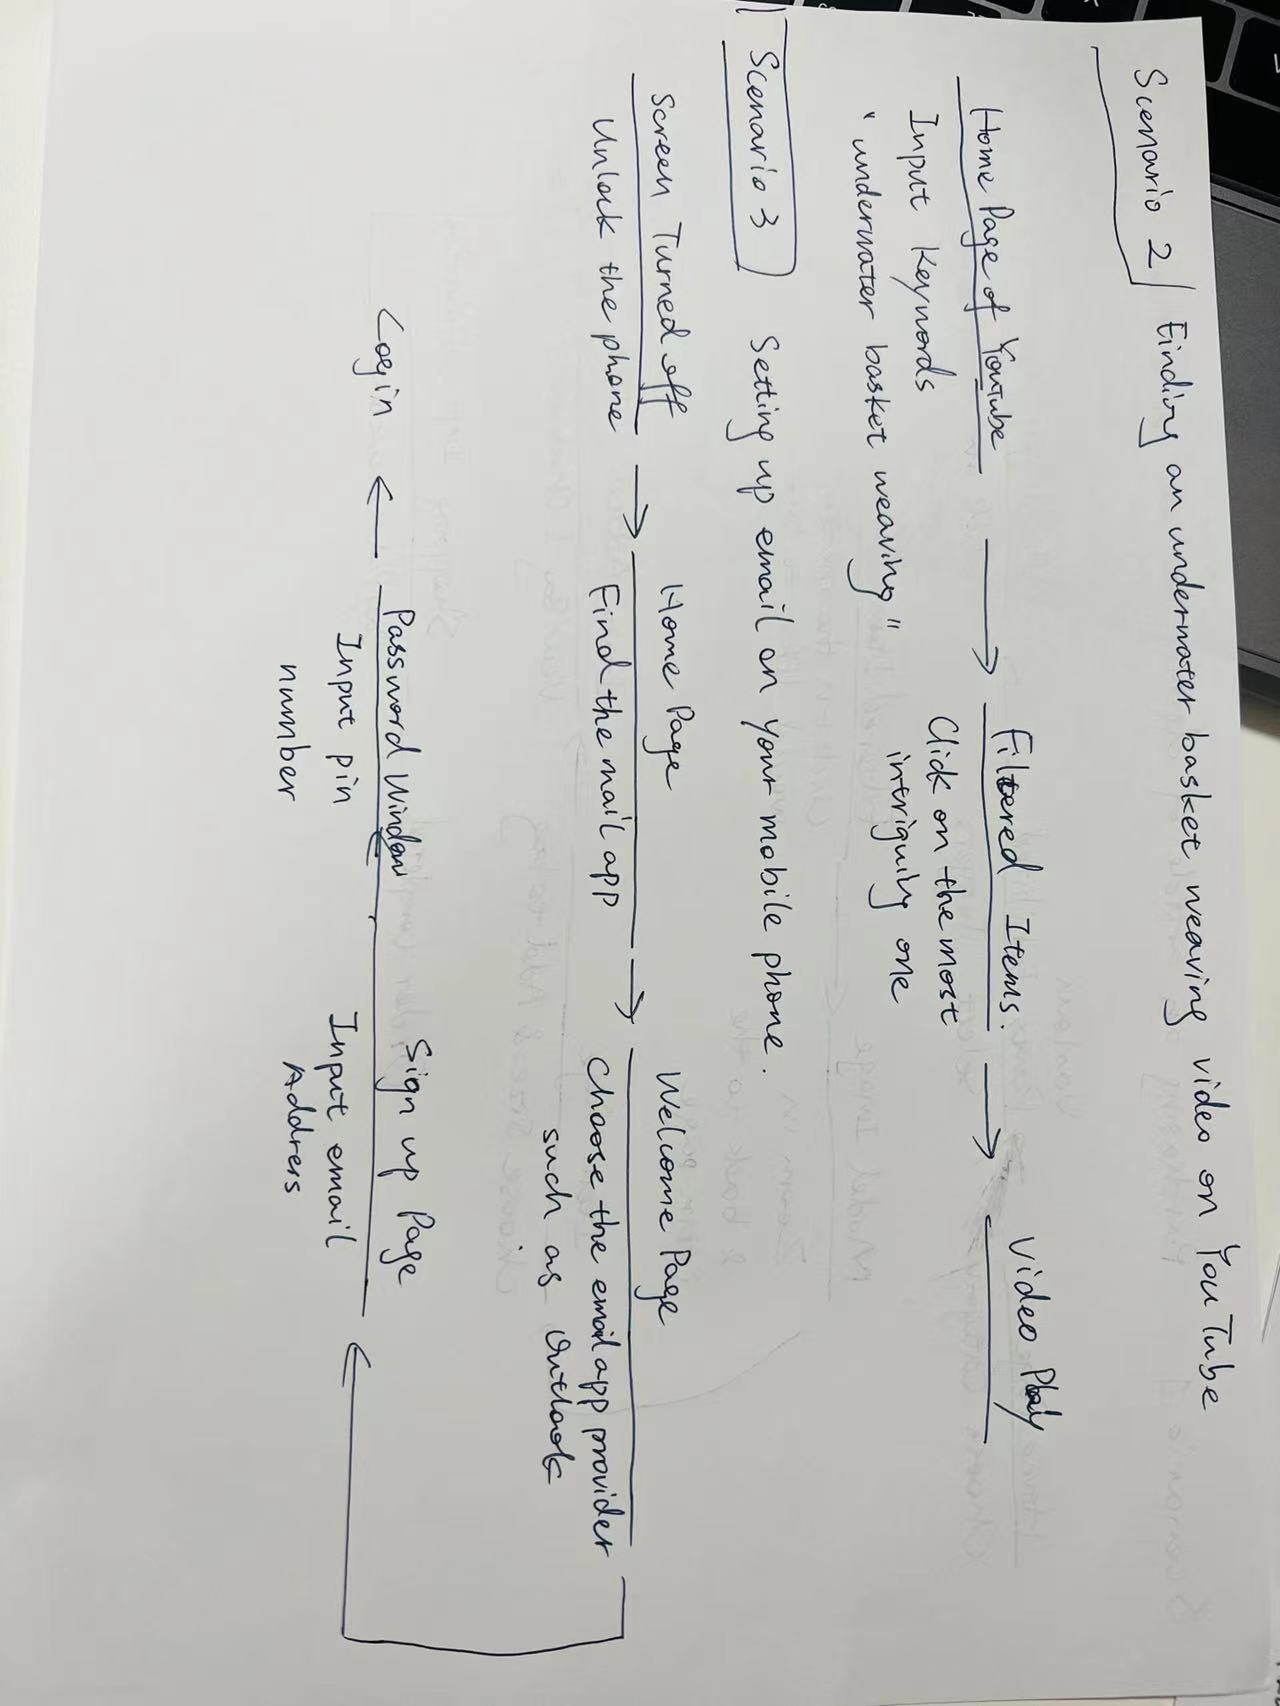 Scenario 2
Finding an underwater basket weaving video on YouTube
Home Page of YouTube
Input Keywords
"underwater basket weaving"
Filtered Items.
Click on the most
intriguing one
Video Play
Scenario 3
Setting up email on your mobile phone.
Screen Turned off
Unlock the phone
Home Page
Find the mail app
Welcome Page
Choose the email app provider
such as Outlook
Sign up Page
Input email
Address
Password Window
Input pin
number
Login